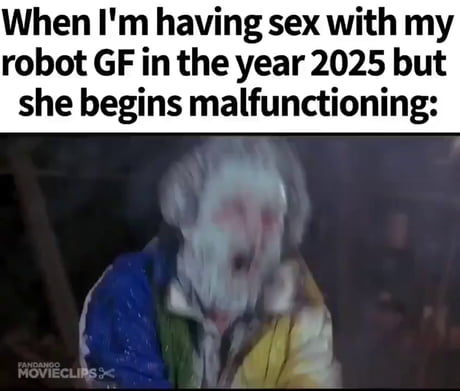 When I'm having sex with my
robot GF in the year 2025 but
she begins malfunctioning:
FANDANGO
MOVIECLIPS